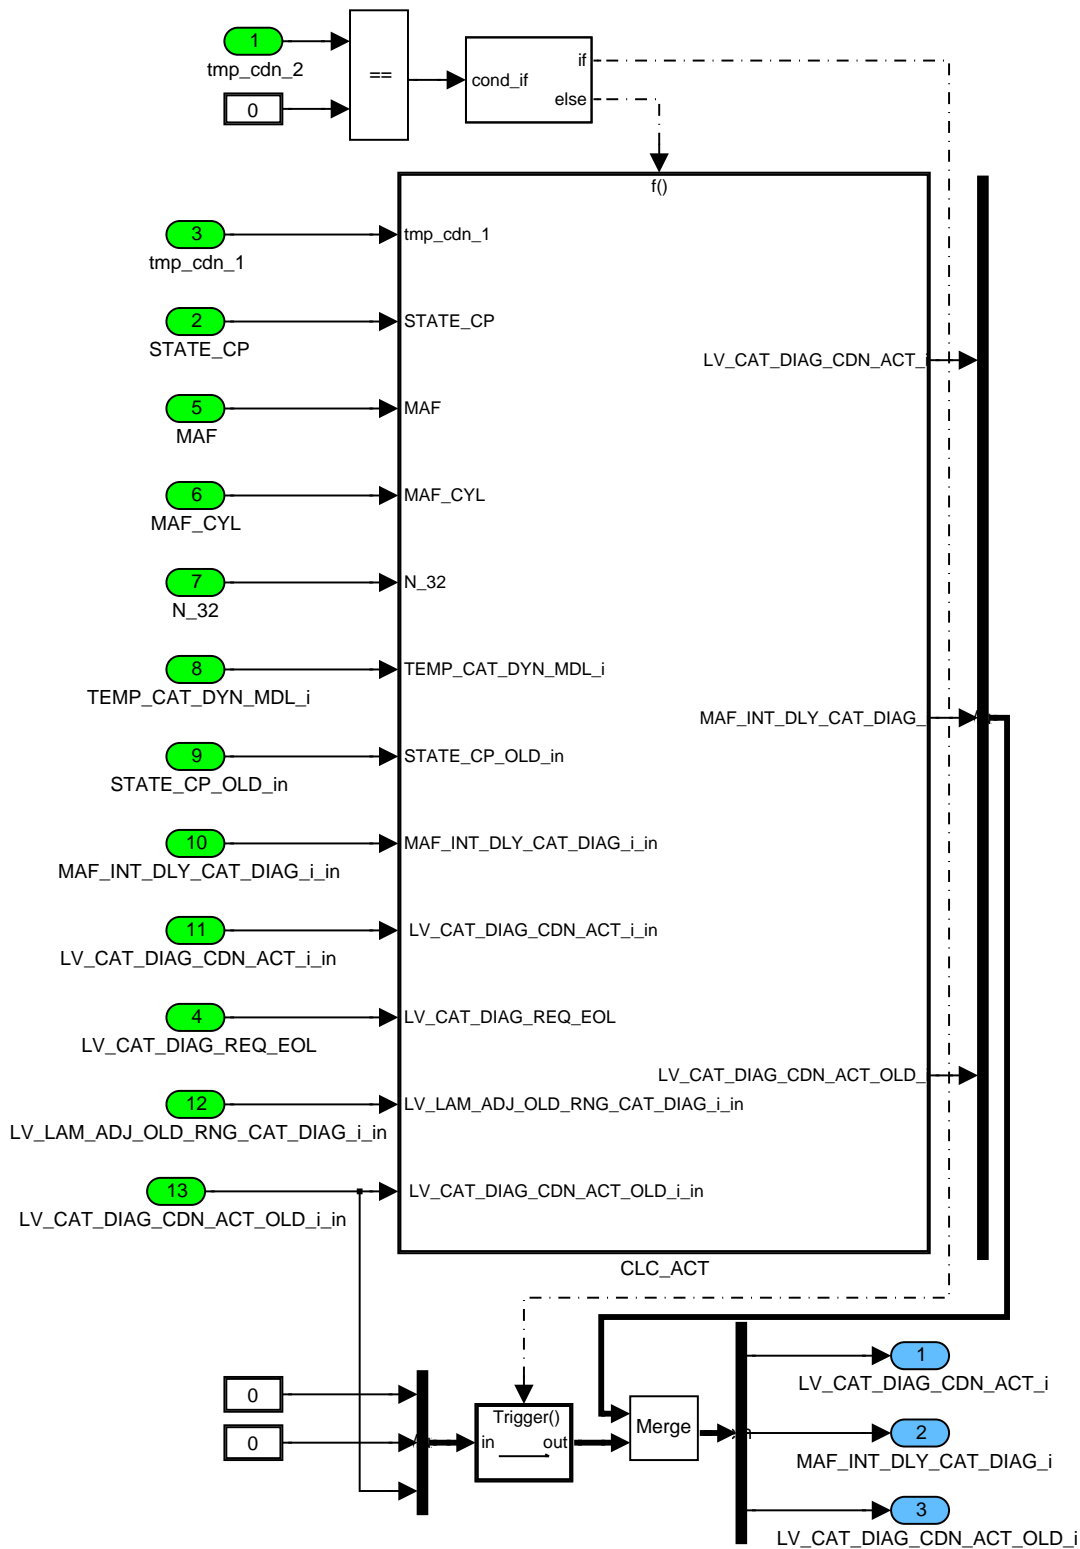 1
tmp_cdn_2
0
==
cond_if
if
else
f()
3
tmp_cdn_1
tmp_cdn_1
2
STATE_CP
STATE_CP
LV_CAT_DIAG_CDN_ACT_i
5
MAF
MAF
6
MAF_CYL
MAF_CYL
7
N_32
N_32
8
TEMP_CAT_DYN_MDL_i
TEMP_CAT_DYN_MDL_i
MAF_INT_DLY_CAT_DIAG_
9
STATE_CP_OLD_in
STATE_CP_OLD_in
10
MAF_INT_DLY_CAT_DIAG_i_in
MAF_INT_DLY_CAT_DIAG_i_in
11
LV_CAT_DIAG_CDN_ACT_i_in
LV_CAT_DIAG_CDN_ACT_i_in
4
LV_CAT_DIAG_REQ_EOL
LV_CAT_DIAG_REQ_EOL
LV_CAT_DIAG_CDN_ACT_OLD_
12
LV_LAM_ADJ_OLD_RNG_CAT_DIAG_i_in
LV_LAM_ADJ_OLD_RNG_CAT_DIAG_i_in
13
LV_CAT_DIAG_CDN_ACT_OLD_i_in
LV_CAT_DIAG_CDN_ACT_OLD_i_in
CLC_ACT
0
0
Trigger()
in
out
Merge
1
LV_CAT_DIAG_CDN_ACT_i
2
MAF_INT_DLY_CAT_DIAG_i
3
LV_CAT_DIAG_CDN_ACT_OLD_i